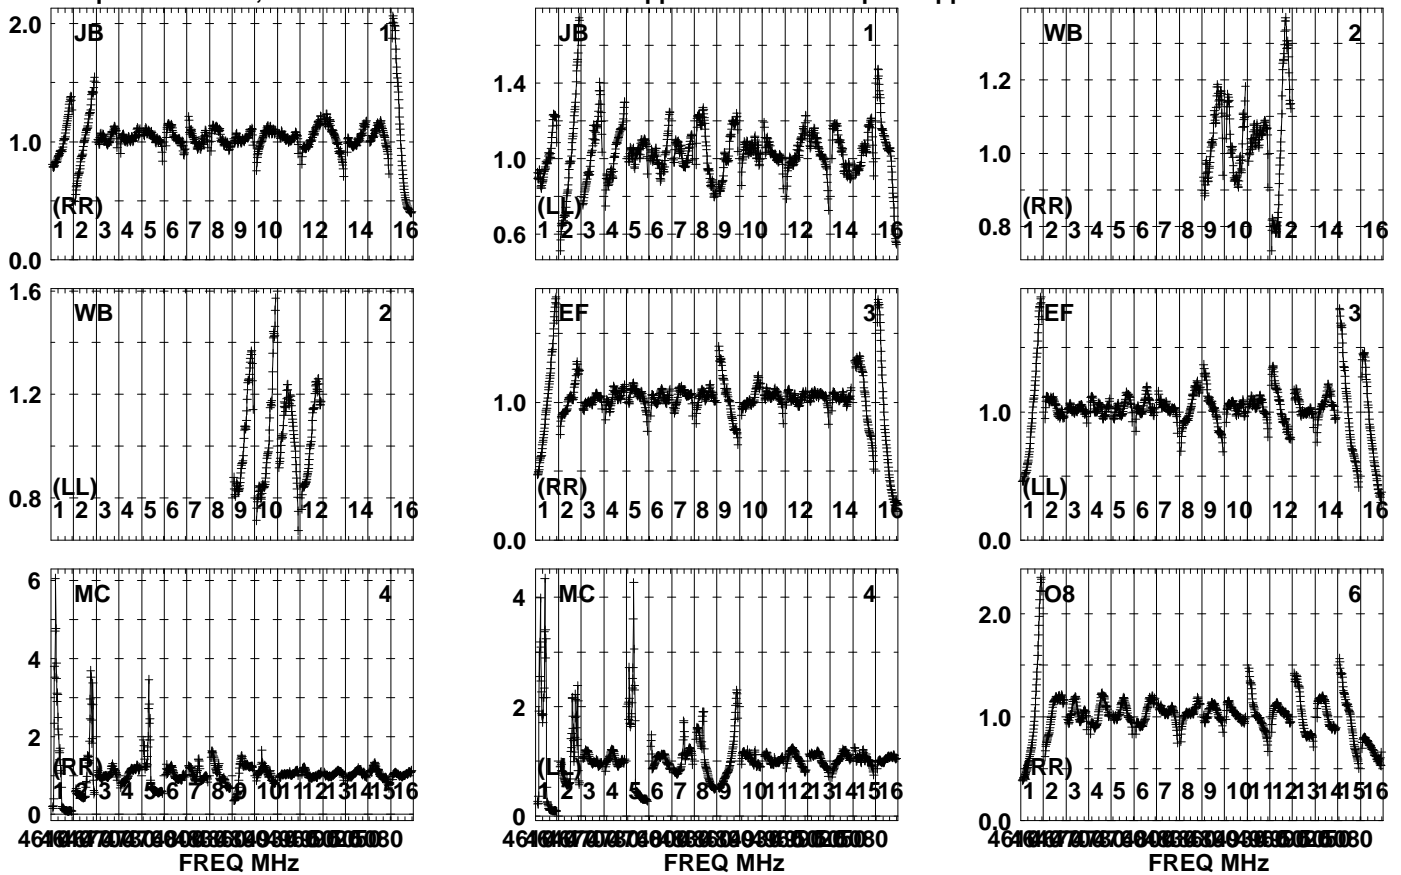 JB 1
2.0
1.0
0.0
(RR)
1 2 3 4 5 6 7 8 9 10 12 14 16
JB 1
1.4
1.0
0.6
(LL)
1 2 3 4 5 6 7 8 9 10 12 14 16
WB 2
1.2
1.0
0.8
(RR)
1 2 3 4 5 6 7 8 9 10 12 14 16
WB 2
1.6
1.2
0.8
(LL)
1 2 3 4 5 6 7 8 9 10 12 14 16
EF 3
1.0
0.0
(RR)
1 2 3 4 5 6 7 8 9 10 12 14 16
EF 3
1.0
0.0
(LL)
1 2 3 4 5 6 7 8 9 10 12 14 16
MC 4
6
4
2
0
(RR)
1 2 3 4 5 6 7 8 9 10 11 12 13 14 15 16
FREQ MHz
MC 4
4
2
0
(LL)
1 2 3 4 5 6 7 8 9 10 11 12 13 14 15 16
FREQ MHz
O8 6
2.0
1.0
0.0
(RR)
1 2 3 4 5 6 7 8 9 10 11 11 12 13 14 15 16
FREQ MHz